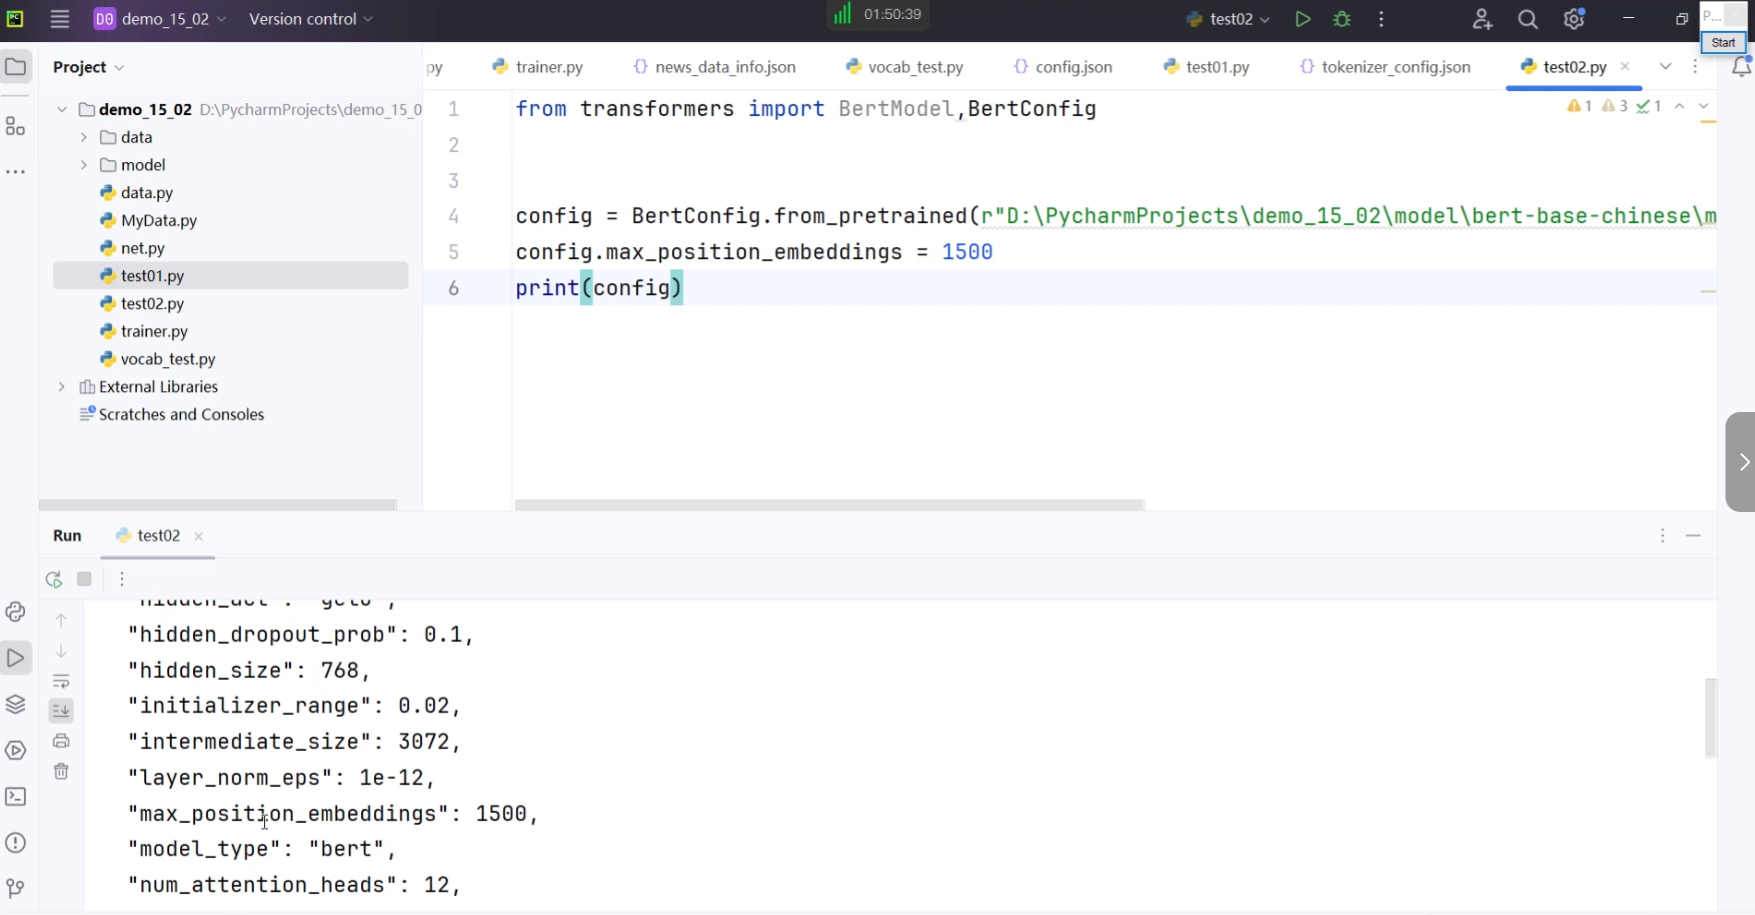 PC
D0 demo_15_02
Version control
01:50:39
test02
P...
Start
Project
py
trainer.py
news_data_info.json
vocab_test.py
config.json
test01.py
tokenizer_config.json
test02.py
demo_15_02 D:\PycharmProjects\demo_15_0
data
model
data.py
MyData.py
net.py
test01.py
test02.py
trainer.py
vocab_test.py
External Libraries
Scratches and Consoles
1 from transformers import BertModel,BertConfig
1 3 1
2
3
4 config = BertConfig.from_pretrained(r"D:\PycharmProjects\demo_15_02\model\bert-base-chinese\m
5 config.max_position_embeddings = 1500
6 print(config)
Run
test02
"hidden_act": "gelu",
"hidden_dropout_prob": 0.1,
"hidden_size": 768,
"initializer_range": 0.02,
"intermediate_size": 3072,
"layer_norm_eps": 1e-12,
"max_position_embeddings": 1500,
"model_type": "bert",
"num_attention_heads": 12,